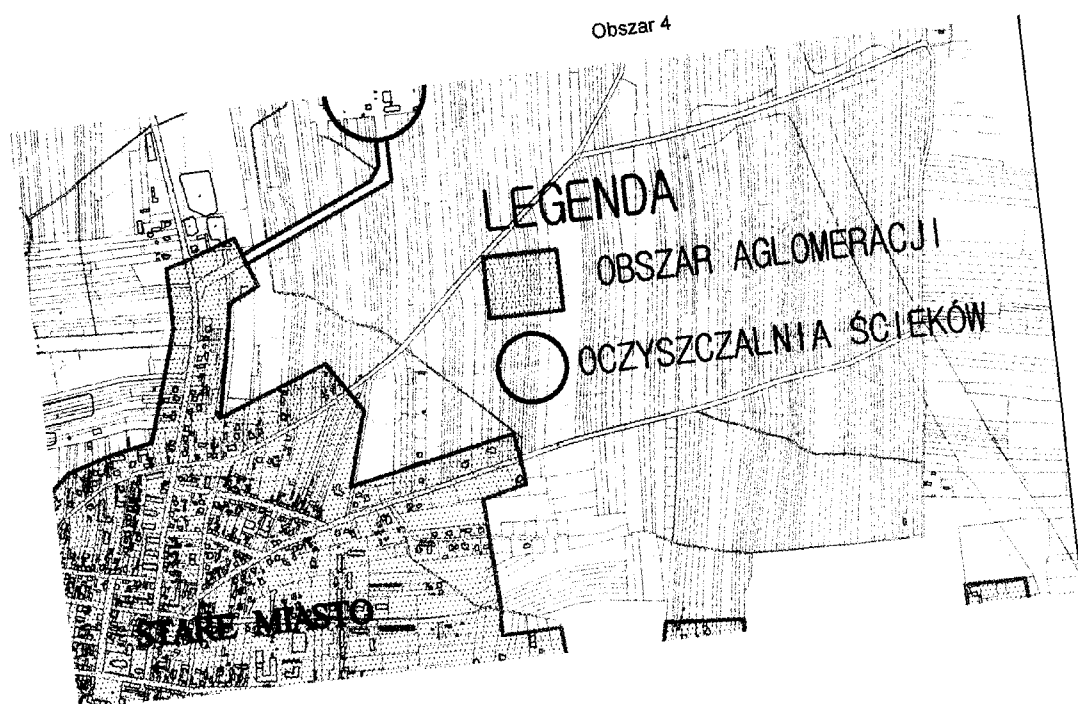 Obszar 4
LEGENDA
OBSZAR AGLOMERACJI
OCZYSZCZALNIA ŚCIEKÓW
STARE MIASTO